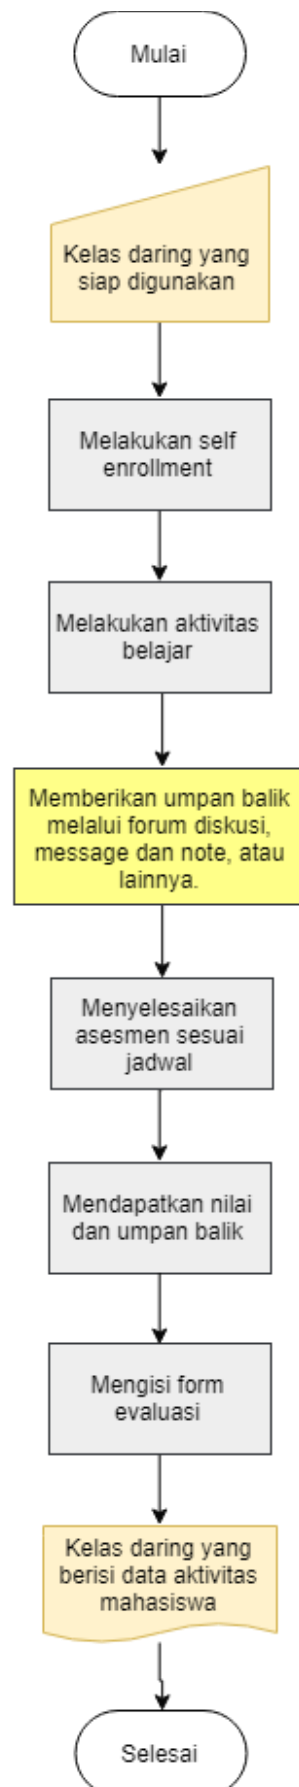 Mulai
Kelas daring yang
siap digunakan
Melakukan self
enrollment
Melakukan aktivitas
belajar
Memberikan umpan balik
melalui forum diskusi,
message dan note, atau
lainnya.
Menyelesaikan
asesmen sesuai
jadwal
Mendapatkan nilai
dan umpan balik
Mengisi form
evaluasi
Kelas daring yang
berisi data aktivitas
mahasiswa
Selesai